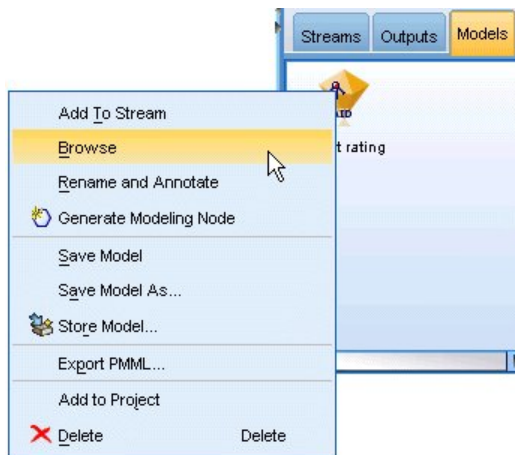 Streams
Outputs
Models
t rating
Add To Stream
Browse
Rename and Annotate
Generate Modeling Node
Save Model
Save Model As...
Store Model...
Export PMML...
Add to Project
Delete
Delete